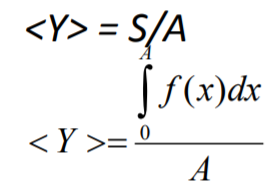 <Y> = S/A
A
∫ f(x)dx
0
< Y >= 
A